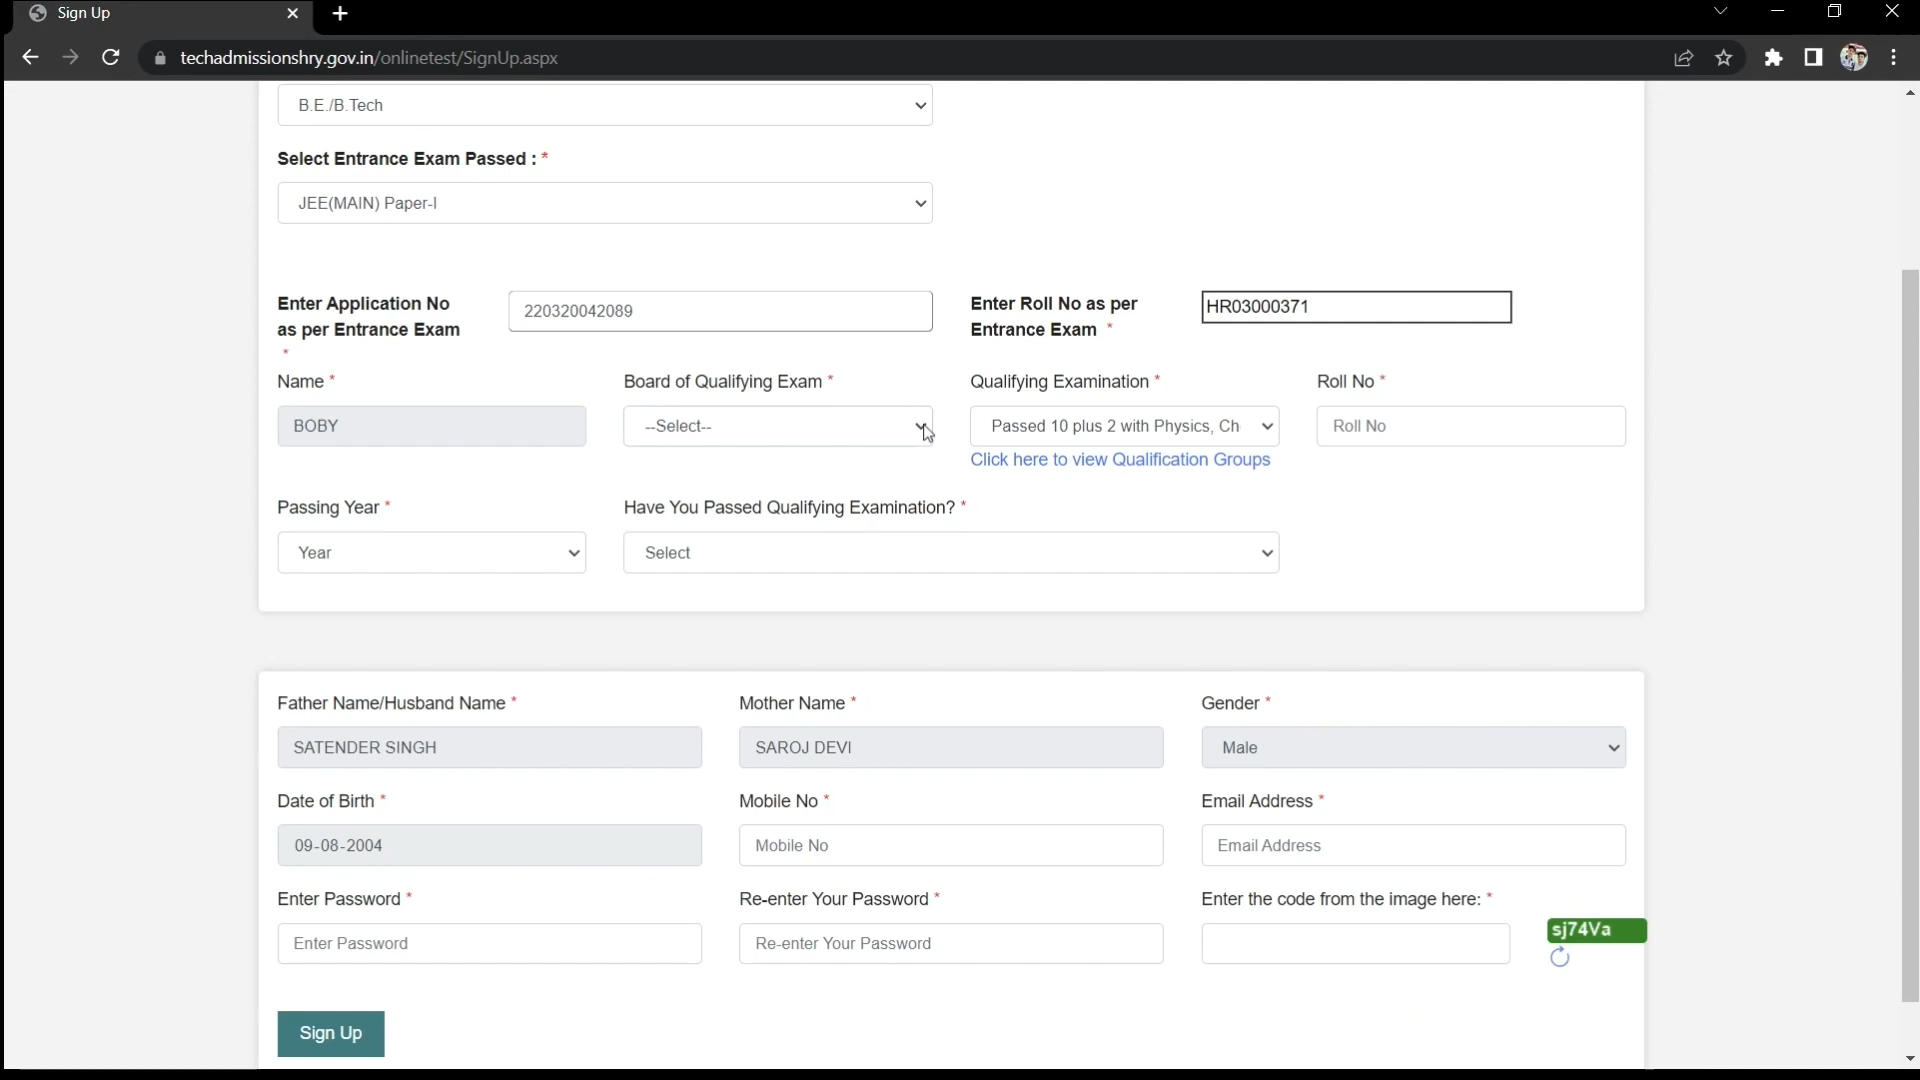 Sign Up
techadmissionshry.gov.in/onlinetest/SignUp.aspx
B.E./B.Tech
Select Entrance Exam Passed : *
JEE(MAIN) Paper-I
Enter Application No
as per Entrance Exam
*
220320042089
Enter Roll No as per
Entrance Exam *
HR03000371
Name *
Board of Qualifying Exam *
Qualifying Examination *
Roll No *
BOBY
--Select--
Passed 10 plus 2 with Physics, Ch
Roll No
Click here to view Qualification Groups
Passing Year *
Have You Passed Qualifying Examination? *
Year
Select
Father Name/Husband Name *
Mother Name *
Gender *
SATENDER SINGH
SAROJ DEVI
Male
Date of Birth *
Mobile No *
Email Address *
09-08-2004
Mobile No
Email Address
Enter Password *
Re-enter Your Password *
Enter the code from the image here: *
Enter Password
Re-enter Your Password
sj74Va
Sign Up